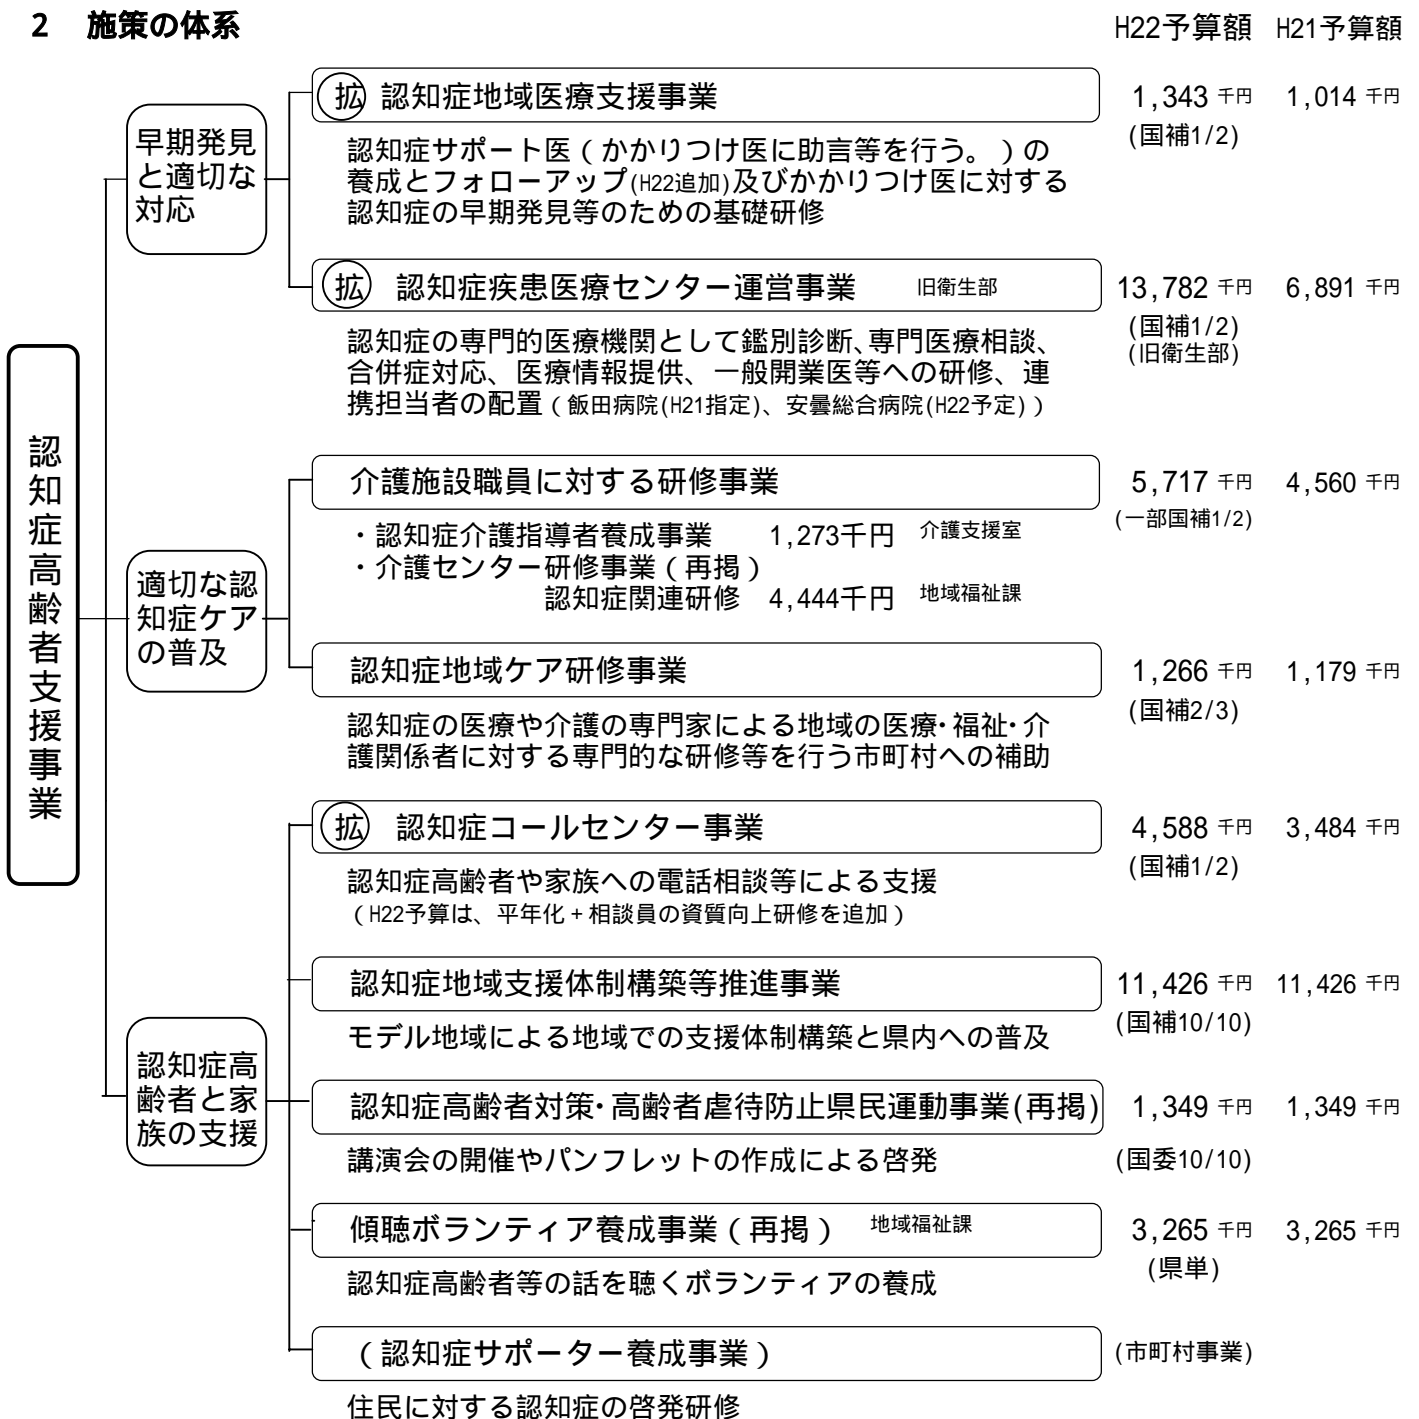 2 施策の体系
H22予算額 H21予算額
認知症高齢者支援事業
早期発見
と適切な
対応
拡 認知症地域医療支援事業
1,343 千円 1,014 千円
(国補1/2)
認知症サポート医(かかりつけ医に助言等を行う。)の
養成とフォローアップ(H22追加)及びかかりつけ医に対する
認知症の早期発見等のための基礎研修
拡 認知症疾患医療センター運営事業 旧衛生部
13,782 千円 6,891 千円
(国補1/2)
(旧衛生部)
認知症の専門的医療機関として鑑別診断、専門医療相談、
合併症対応、医療情報提供、一般開業医等への研修、連
携担当者の配置(飯田病院(H21指定)、安曇総合病院(H22予定))
適切な認
知症ケア
の普及
介護施設職員に対する研修事業
5,717 千円 4,560 千円
(一部国補1/2)
・認知症介護指導者養成事業 1,273千円 介護支援室
・介護センター研修事業(再掲)
認知症関連研修 4,444千円 地域福祉課
認知症地域ケア研修事業
1,266 千円 1,179 千円
(国補2/3)
認知症の医療や介護の専門家による地域の医療・福祉・介
護関係者に対する専門的な研修等を行う市町村への補助
認知症高
齢者と家
族の支援
拡 認知症コールセンター事業
4,588 千円 3,484 千円
(国補1/2)
認知症高齢者や家族への電話相談等による支援
(H22予算は、平年化+相談員の資質向上研修を追加)
認知症地域支援体制構築等推進事業
11,426 千円 11,426 千円
(国補10/10)
モデル地域による地域での支援体制構築と県内への普及
認知症高齢者対策・高齢者虐待防止県民運動事業(再掲)
1,349 千円 1,349 千円
(国委10/10)
講演会の開催やパンフレットの作成による啓発
傾聴ボランティア養成事業(再掲) 地域福祉課
3,265 千円 3,265 千円
(県単)
認知症高齢者等の話を聴くボランティアの養成
(認知症サポーター養成事業)
(市町村事業)
住民に対する認知症の啓発研修